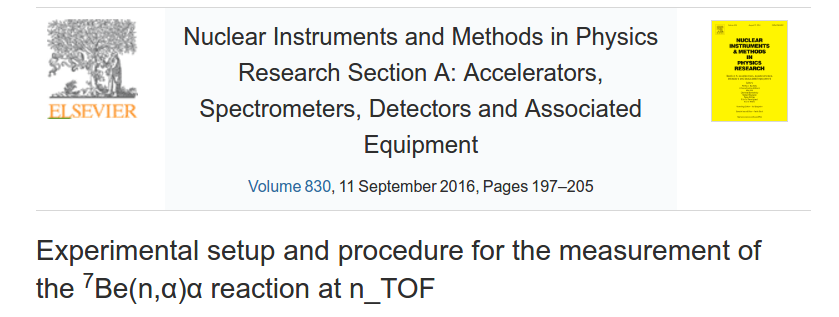 Nuclear Instruments and Methods in Physics
Research Section A: Accelerators,
Spectrometers, Detectors and Associated
Equipment
Volume 830, 11 September 2016, Pages 197–205
ELSEVIER
NUCLEAR
INSTRUMENTS
& METHODS
IN
PHYSICS
RESEARCH
Experimental setup and procedure for the measurement of
the ⁷Be(n,α)α reaction at n_TOF